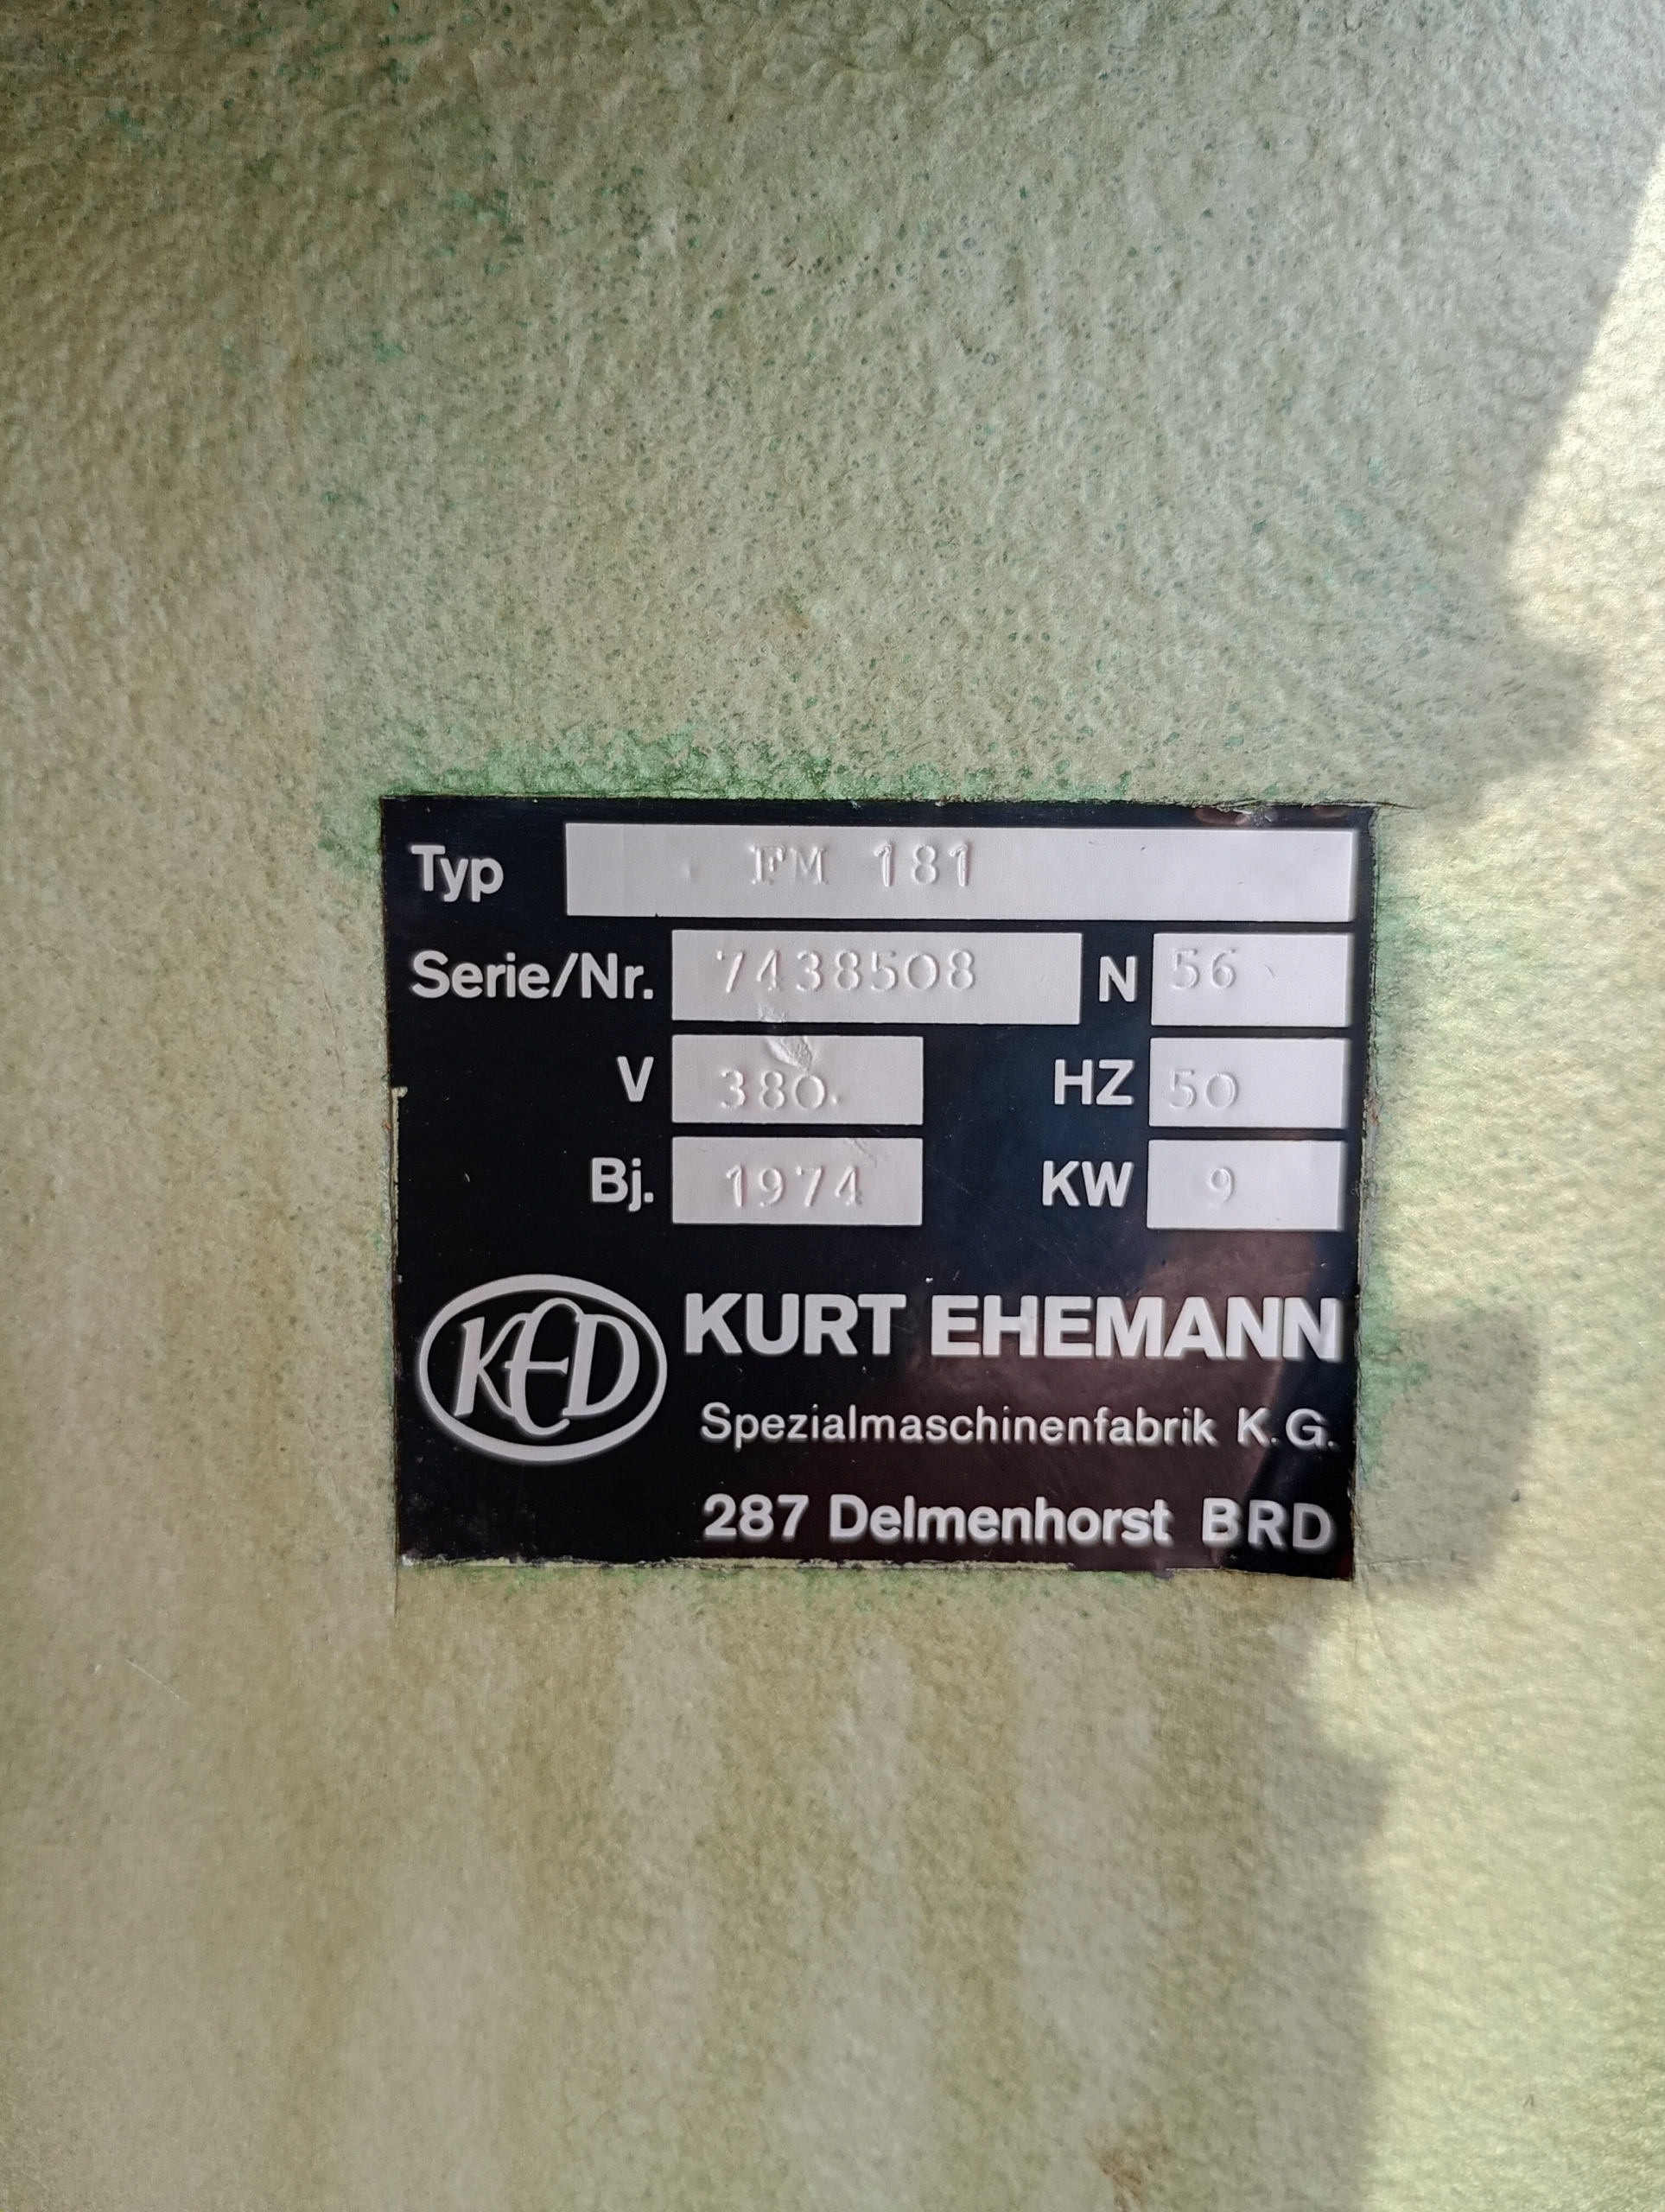 Typ FM 181
Serie/Nr. 7438508 N 56
V 380 HZ 50
Bj. 1974 KW 9
KED KURT EHEMANN
Spezialmaschinenfabrik K.G.
287 Delmenhorst BRD